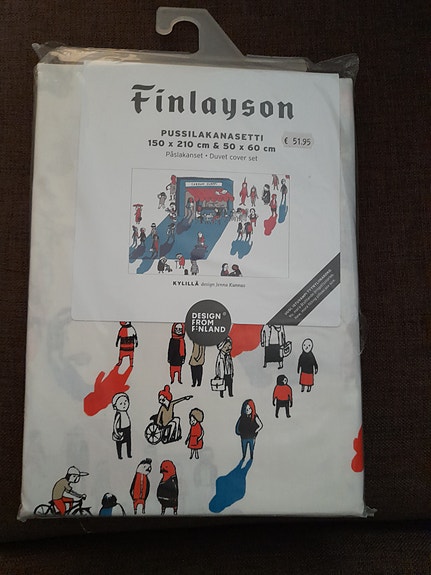 Finlayson
PUSSILAKANASETTI
150 x 210 cm & 50 x 60 cm
Påslakanset • Duvet cover set
€ 51.95
KYLILLÄ design Jenna Kunnas
DESIGN
FROM
FINLAND